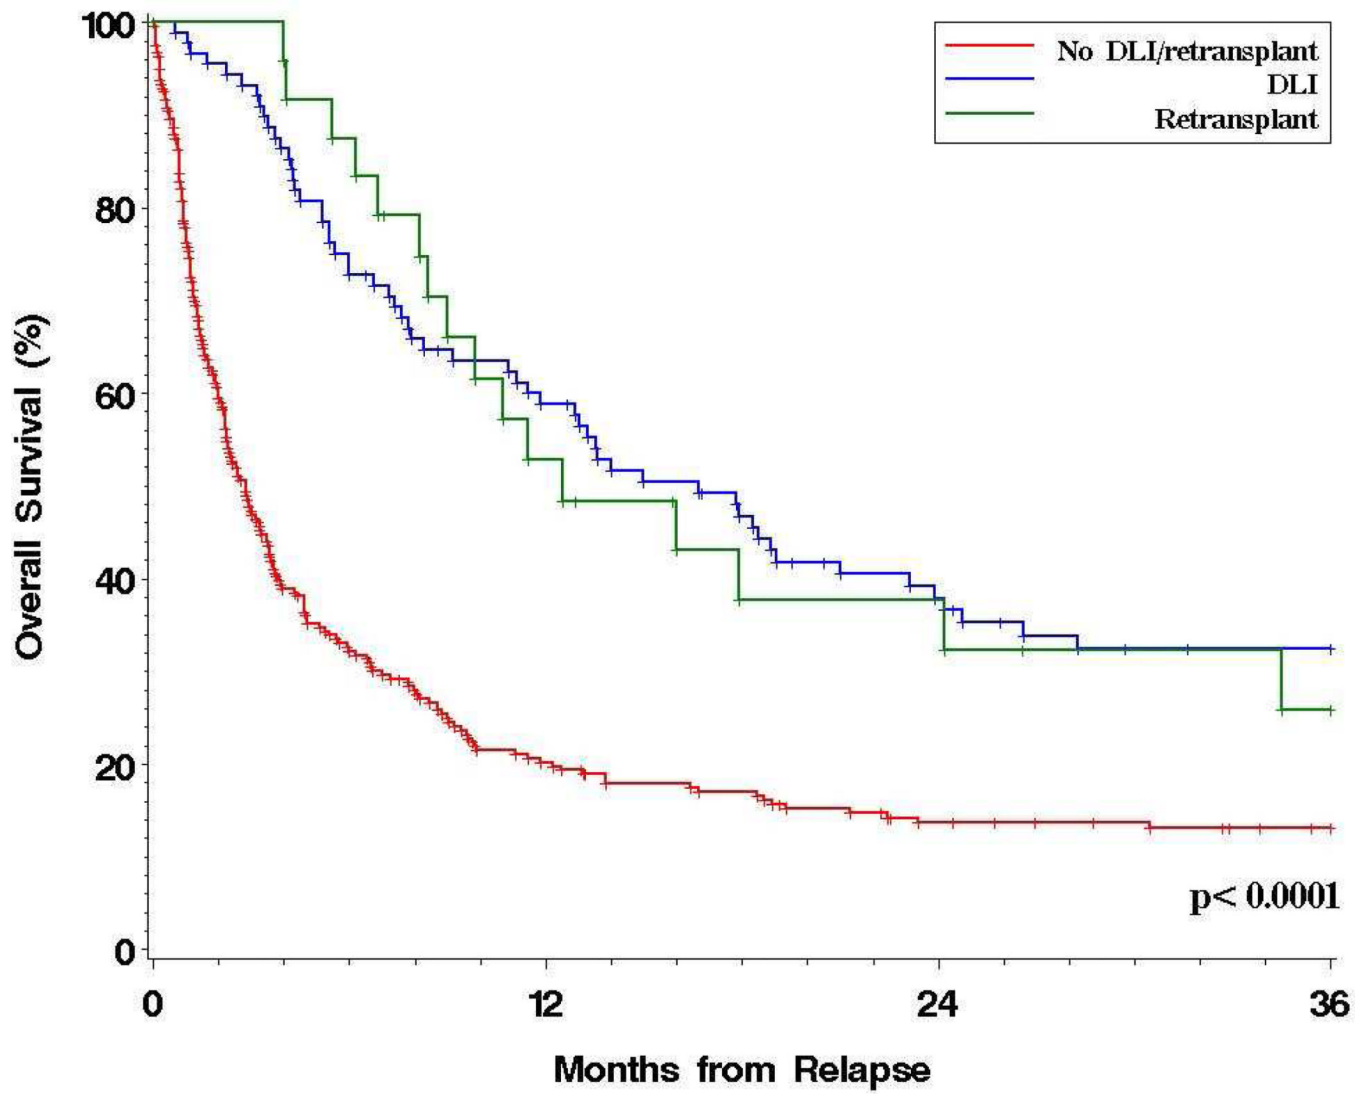 100
80
60
40
20
0
Overall Survival (%)
No DLI/retransplant
DLI
Retransplant
p< 0.0001
0 12 24 36
Months from Relapse